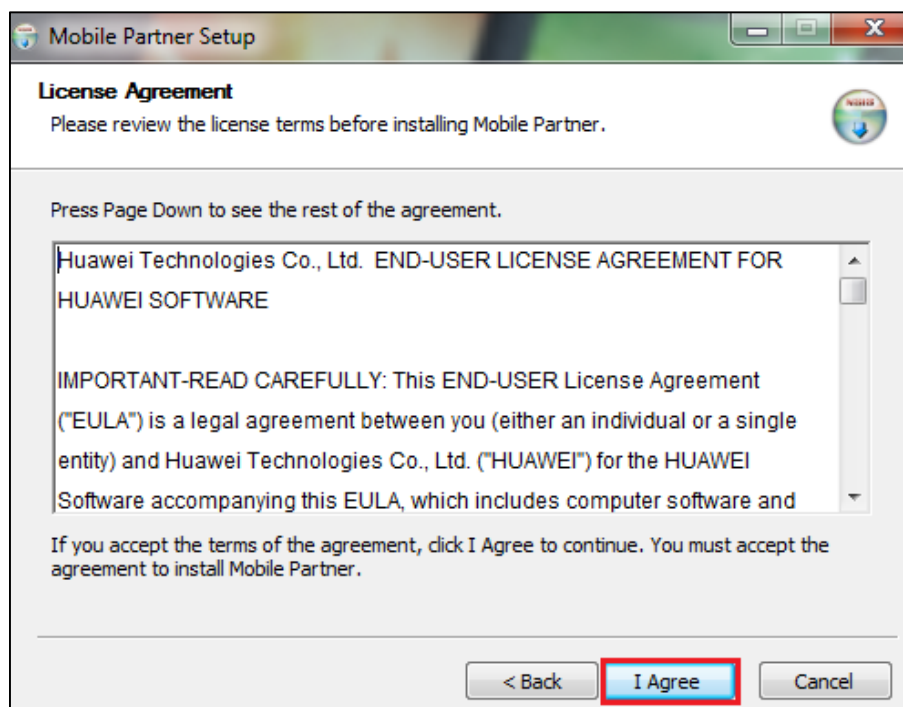 Mobile Partner Setup
License Agreement
Please review the license terms before installing Mobile Partner.
Press Page Down to see the rest of the agreement.
Huawei Technologies Co., Ltd.  END-USER LICENSE AGREEMENT FOR
HUAWEI SOFTWARE
IMPORTANT-READ CAREFULLY: This END-USER License Agreement
("EULA") is a legal agreement between you (either an individual or a single
entity) and Huawei Technologies Co., Ltd. ("HUAWEI") for the HUAWEI
Software accompanying this EULA, which includes computer software and
If you accept the terms of the agreement, click I Agree to continue. You must accept the
agreement to install Mobile Partner.
< Back
I Agree
Cancel